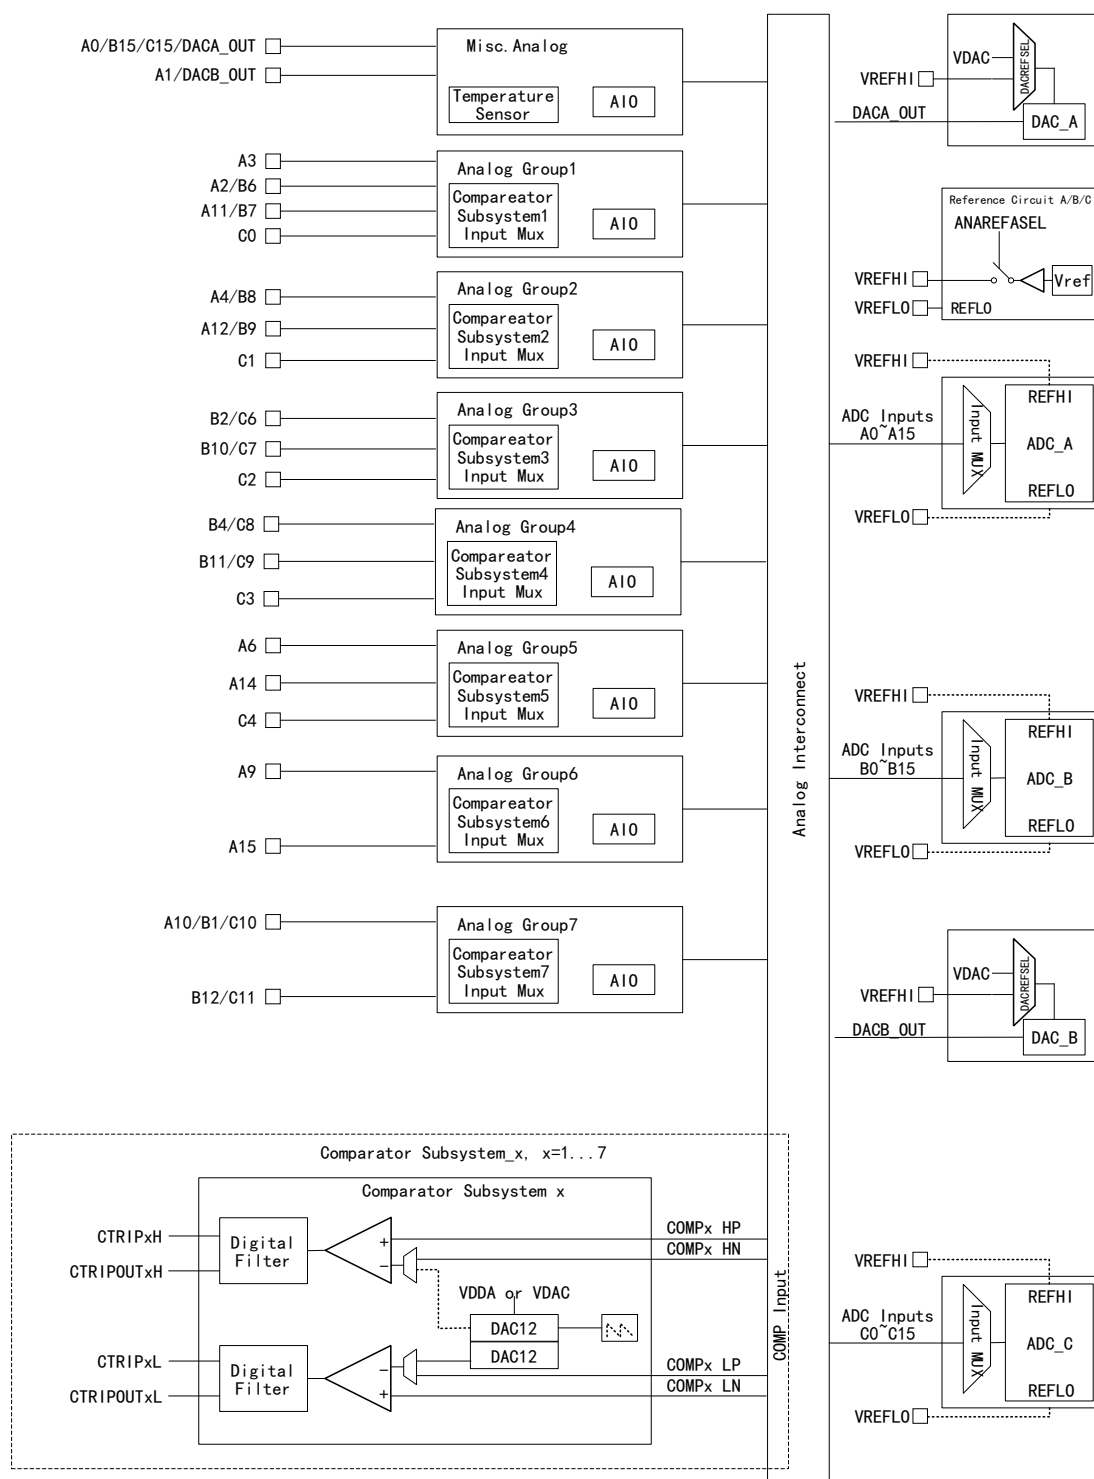 A0/B15/C15/DACA_OUT
A1/DACB_OUT
Misc.Analog
Temperature
Sensor
AIO
A3
A2/B6
A11/B7
C0
Analog Group1
Compareator
Subsystem1
Input Mux
AIO
A4/B8
A12/B9
C1
Analog Group2
Compareator
Subsystem2
Input Mux
AIO
B2/C6
B10/C7
C2
Analog Group3
Compareator
Subsystem3
Input Mux
AIO
B4/C8
B11/C9
C3
Analog Group4
Compareator
Subsystem4
Input Mux
AIO
A6
A14
C4
Analog Group5
Compareator
Subsystem5
Input Mux
AIO
A9
A15
Analog Group6
Compareator
Subsystem6
Input Mux
AIO
A10/B1/C10
B12/C11
Analog Group7
Compareator
Subsystem7
Input Mux
AIO
Analog Interconnect
VDAC
VREFHI
DACREFSEL
DACA_OUT
DAC_A
Reference Circuit A/B/C
ANAREFASEL
VREFHI
Vref
VREFLO
REFLO
VREFHI
REFHI
ADC Inputs
A0~A15
Input MUX
ADC_A
REFLO
VREFLO
VREFHI
REFHI
ADC Inputs
B0~B15
Input MUX
ADC_B
REFLO
VREFLO
VDAC
VREFHI
DACREFSEL
DACB_OUT
DAC_B
VREFHI
REFHI
ADC Inputs
C0~C15
Input MUX
ADC_C
REFLO
VREFLO
Comparator Subsystem_x, x=1...7
Comparator Subsystem x
CTRIPxH
CTRIPOUTxH
Digital
Filter
+
−
COMPx HP
COMPx HN
VDDA or VDAC
DAC12
DAC12
CTRIPxL
CTRIPOUTxL
Digital
Filter
−
+
COMPx LP
COMPx LN
COMP Input